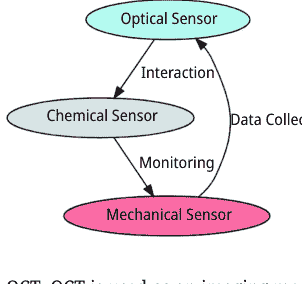 Optical Sensor
Interaction
Chemical Sensor
Data Collec
Monitoring
Mechanical Sensor